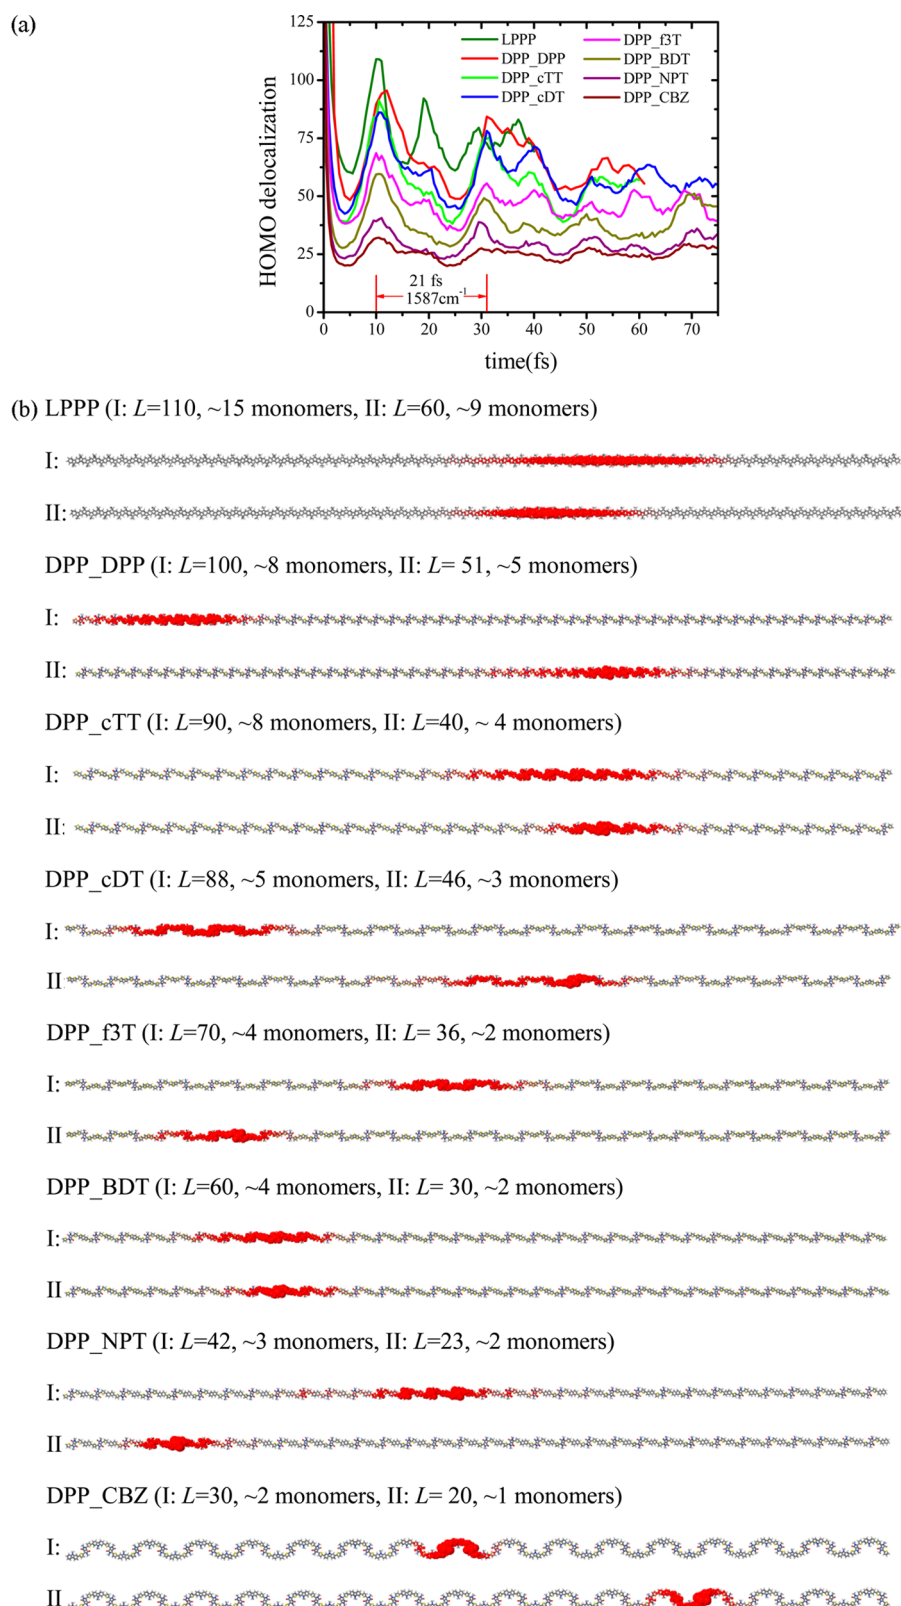 (a)
125
100
75
50
25
0
HOMO delocalization
LPPP
DPP_DPP
DPP_cTT
DPP_cDT
DPP_f3T
DPP_BDT
DPP_NPT
DPP_CBZ
21 fs
1587cm-1
0 10 20 30 40 50 60 70
time(fs)
(b) LPPP (I: L=110, ~15 monomers, II: L=60, ~9 monomers)
I:
II:
DPP_DPP (I: L=100, ~8 monomers, II: L= 51, ~5 monomers)
I:
II:
DPP_cTT (I: L=90, ~8 monomers, II: L=40, ~ 4 monomers)
I:
II:
DPP_cDT (I: L=88, ~5 monomers, II: L=46, ~3 monomers)
I:
II
DPP_f3T (I: L=70, ~4 monomers, II: L= 36, ~2 monomers)
I:
II
DPP_BDT (I: L=60, ~4 monomers, II: L= 30, ~2 monomers)
I:
II
DPP_NPT (I: L=42, ~3 monomers, II: L=23, ~2 monomers)
I:
II
DPP_CBZ (I: L=30, ~2 monomers, II: L= 20, ~1 monomers)
I:
II